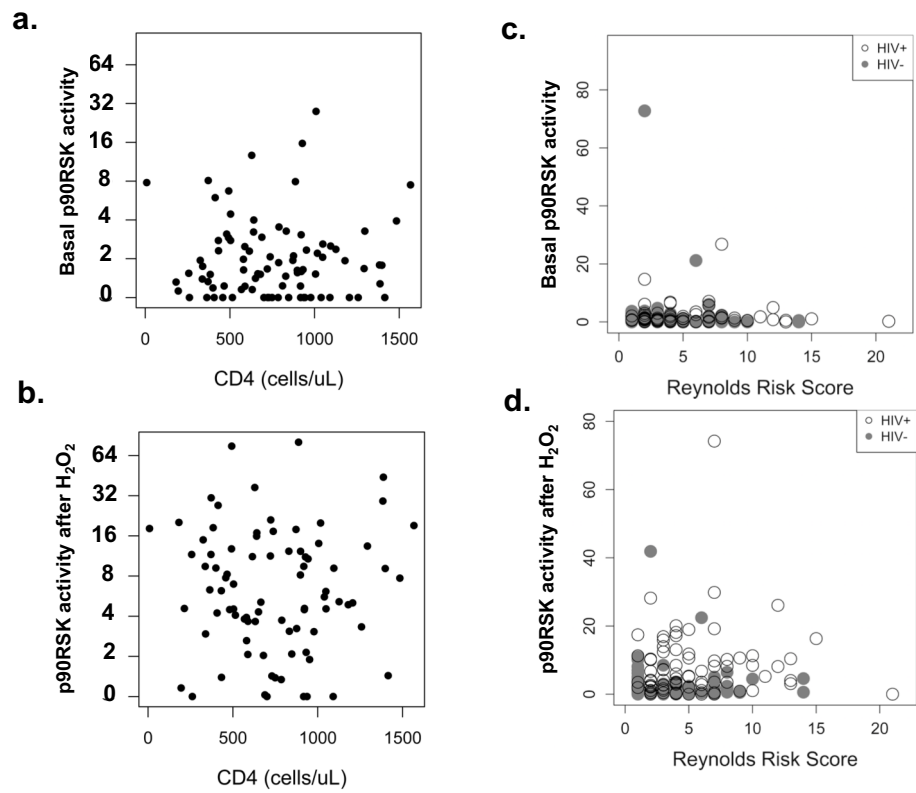 a.
Basal p90RSK activity
64
32
16
8
4
2
0
0 500 1000 1500
CD4 (cells/uL)
b.
p90RSK activity after H₂O₂
64
32
16
8
4
2
0
0 500 1000 1500
CD4 (cells/uL)
c.
HIV+
HIV-
Basal p90RSK activity
80
60
40
20
0
0 5 10 15 20
Reynolds Risk Score
d.
HIV+
HIV-
p90RSK activity after H₂O₂
80
60
40
20
0
0 5 10 15 20
Reynolds Risk Score